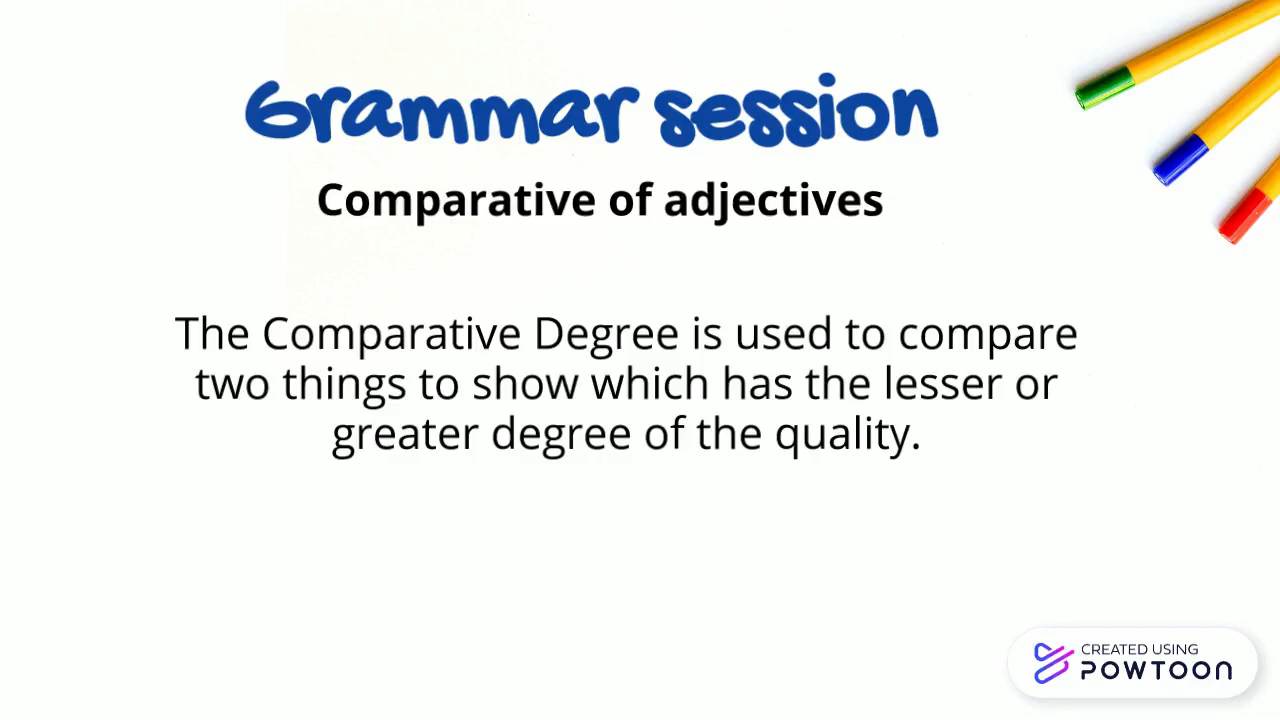 Grammar session
Comparative of adjectives
The Comparative Degree is used to compare
two things to show which has the lesser or
greater degree of the quality.
CREATED USING
POWTOON